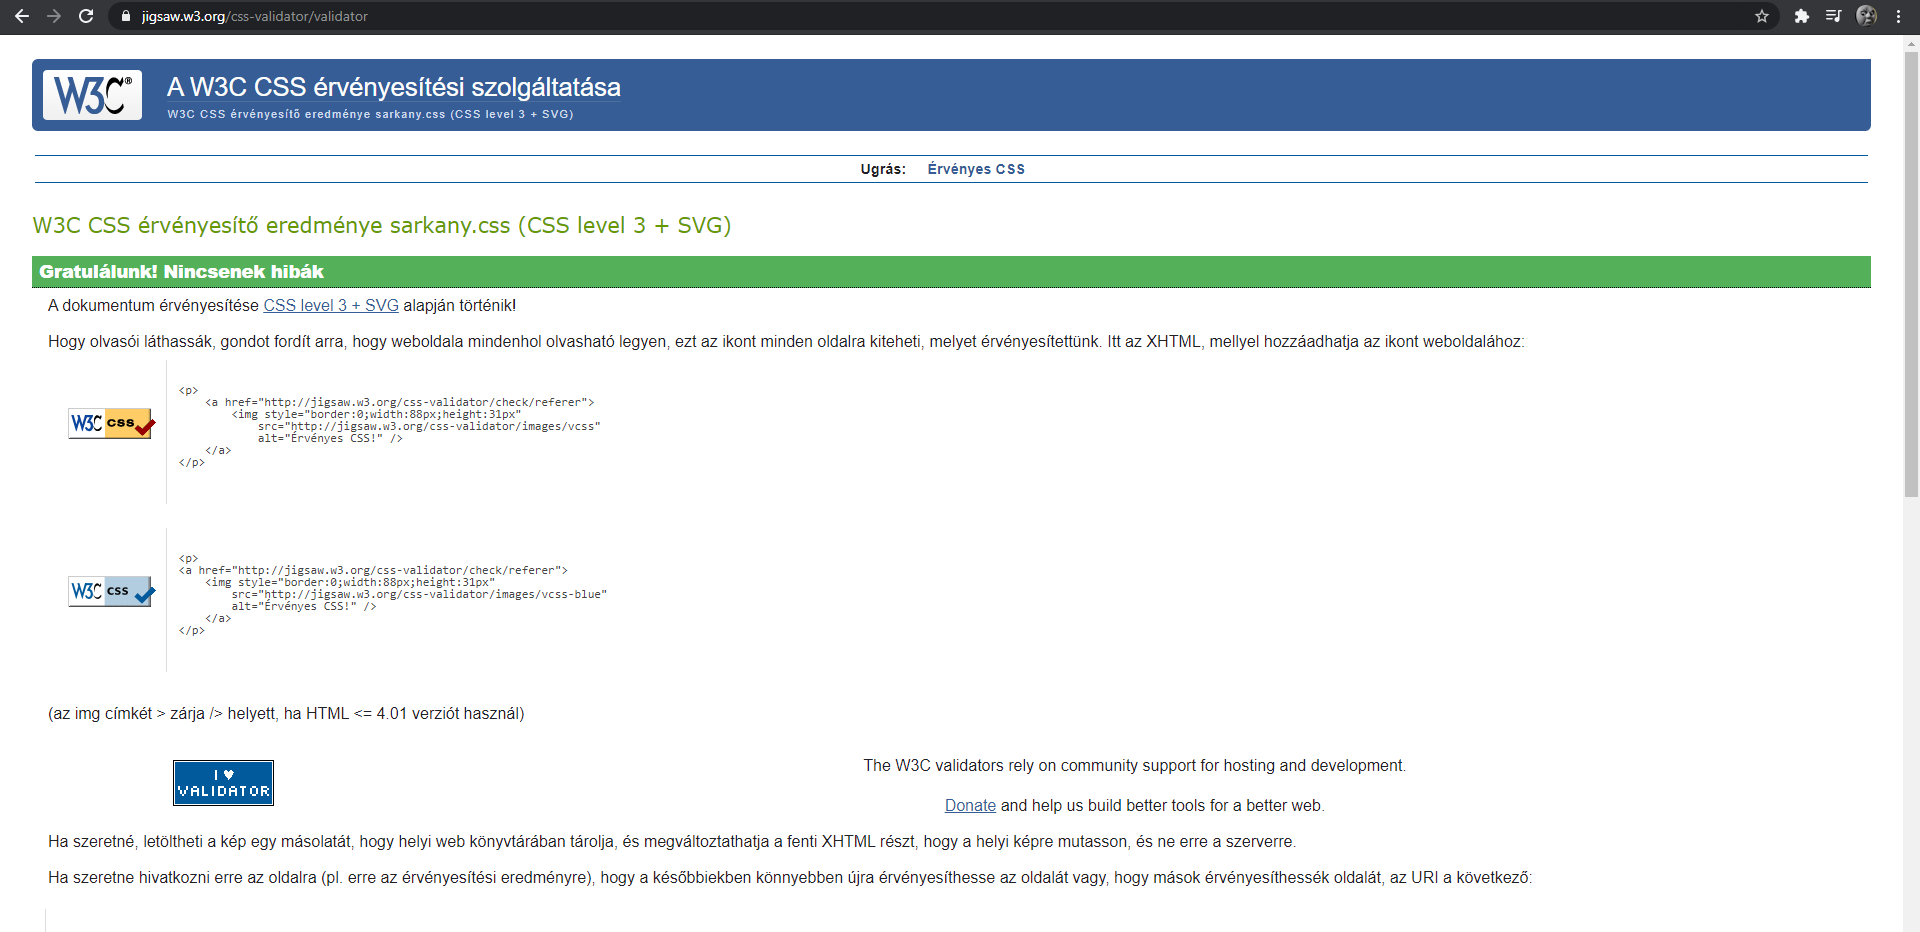 jigsaw.w3.org/css-validator/validator
W3C®
A W3C CSS érvényesítési szolgáltatása
W3C CSS érvényesítő eredménye sarkany.css (CSS level 3 + SVG)
Ugrás: Érvényes CSS
W3C CSS érvényesítő eredménye sarkany.css (CSS level 3 + SVG)
Gratulálunk! Nincsenek hibák
A dokumentum érvényesítése CSS level 3 + SVG alapján történik!
Hogy olvasói láthassák, gondot fordít arra, hogy weboldala mindenhol olvasható legyen, ezt az ikont minden oldalra kiteheti, melyet érvényesítettünk. Itt az XHTML, mellyel hozzáadhatja az ikont weboldalához:
W3C CSS
<p>
<a href="http://jigsaw.w3.org/css-validator/check/referer">
<img style="border:0;width:88px;height:31px"
src="http://jigsaw.w3.org/css-validator/images/vcss"
alt="Érvényes CSS!" />
</a>
</p>
W3C CSS
<p>
<a href="http://jigsaw.w3.org/css-validator/check/referer">
<img style="border:0;width:88px;height:31px"
src="http://jigsaw.w3.org/css-validator/images/vcss-blue"
alt="Érvényes CSS!" />
</a>
</p>
(az img címkét > zárja /> helyett, ha HTML <= 4.01 verziót használ)
I ♥
VALIDATOR
The W3C validators rely on community support for hosting and development.
Donate and help us build better tools for a better web.
Ha szeretné, letöltheti a kép egy másolatát, hogy helyi web könyvtárában tárolja, és megváltoztathatja a fenti XHTML részt, hogy a helyi képre mutasson, és ne erre a szerverre.
Ha szeretne hivatkozni erre az oldalra (pl. erre az érvényesítési eredményre), hogy a későbbiekben könnyebben újra érvényesíthesse az oldalát vagy, hogy mások érvényesíthessék oldalát, az URI a következő: